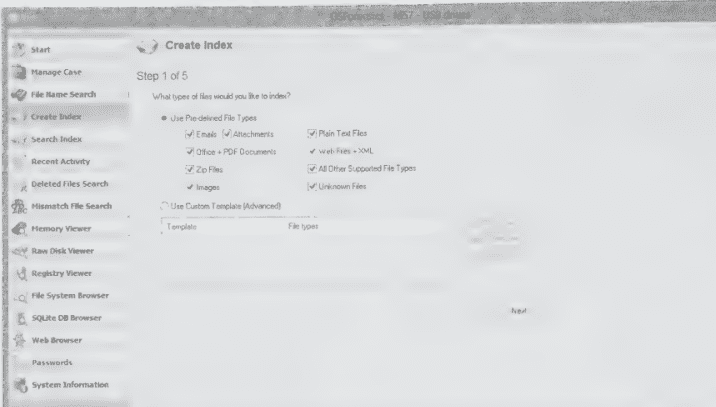 OSForensics - M57 - USB drives
Start
Manage Case
File Name Search
Create Index
Search Index
Recent Activity
Deleted Files Search
Mismatch File Search
Memory Viewer
Raw Disk Viewer
Registry Viewer
File System Browser
SQLite DB Browser
Web Browser
Passwords
System Information
Create Index
Step 1 of 5
What types of files would you like to index?
Use Pre-defined File Types
Emails Attachments Plain Text Files
Office + PDF Documents Web Files + XML
Zip Files All Other Supported File Types
Images Unknown Files
Use Custom Template (Advanced)
Template File types
Next